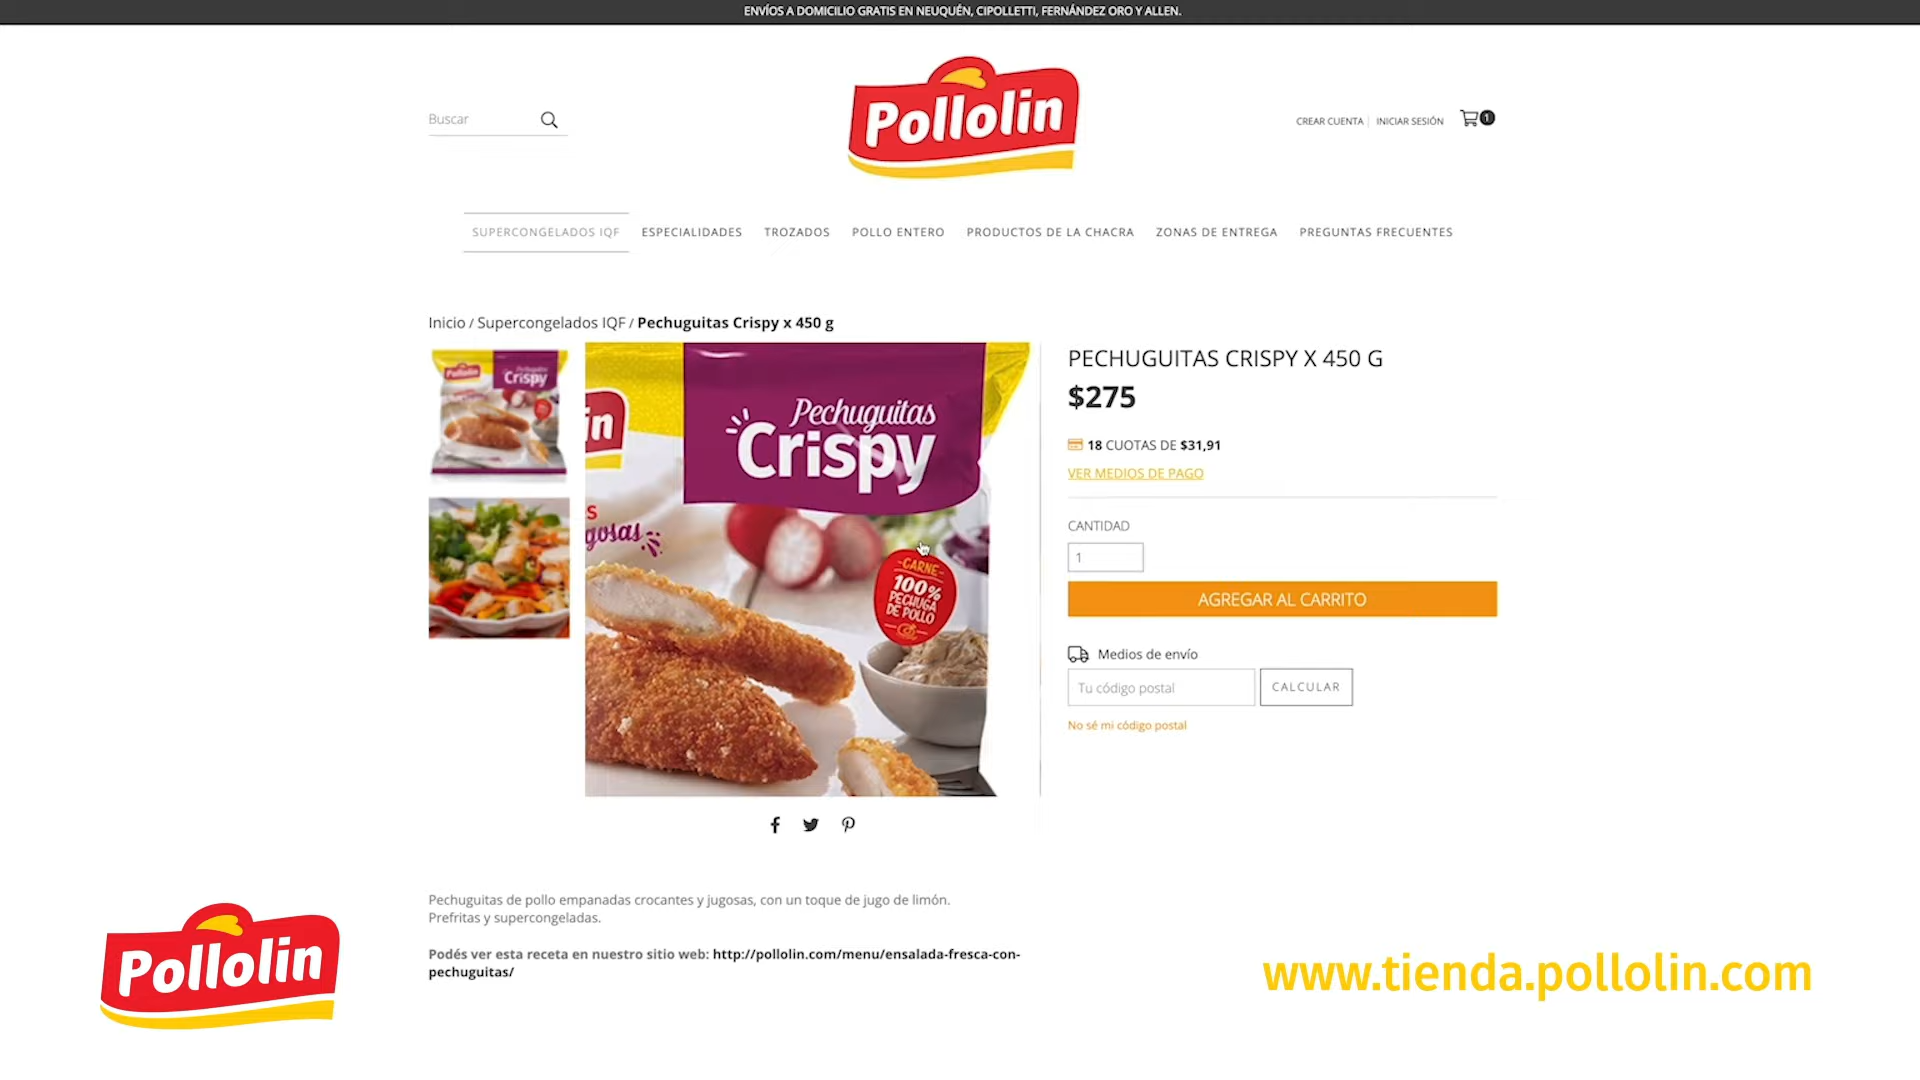 ENVÍOS A DOMICILIO GRATIS EN NEUQUÉN, CIPOLLETTI, FERNÁNDEZ ORO Y ALLEN.
Buscar
Pollolin
CREAR CUENTA | INICIAR SESIÓN
1
SUPERCONGELADOS IQF ESPECIALIDADES TROZADOS POLLO ENTERO PRODUCTOS DE LA CHACRA ZONAS DE ENTREGA PREGUNTAS FRECUENTES
Inicio / Supercongelados IQF / Pechuguitas Crispy x 450 g
Pollolin
Pechuguitas
Crispy
in
Pechuguitas
Crispy
s
gosas
CARNE
100%
PECHUGA
DE POLLO
PECHUGUITAS CRISPY X 450 G
$275
18 CUOTAS DE $31,91
VER MEDIOS DE PAGO
CANTIDAD
1
AGREGAR AL CARRITO
Medios de envío
Tu código postal
CALCULAR
No sé mi código postal
Pechuguitas de pollo empanadas crocantes y jugosas, con un toque de jugo de limón.
Prefritas y supercongeladas.
Podés ver esta receta en nuestro sitio web: http://pollolin.com/menu/ensalada-fresca-con-
pechuguitas/
Pollolin
www.tienda.pollolin.com